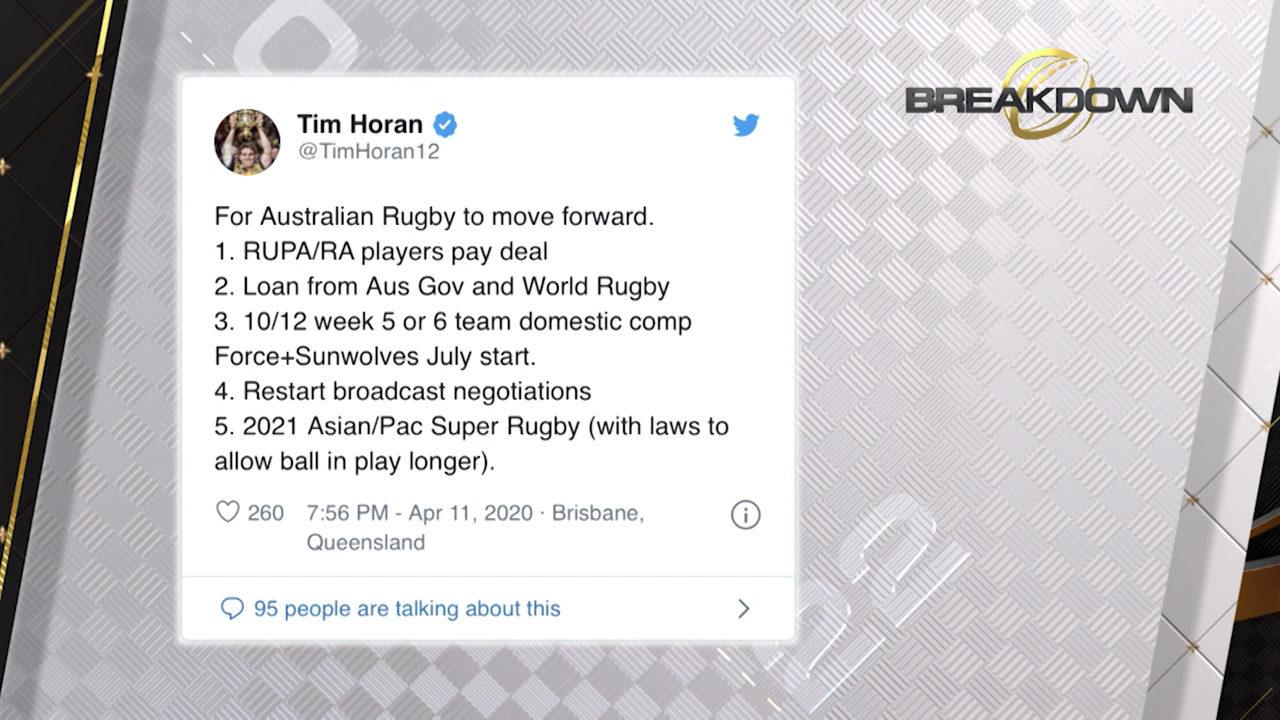 BREAKDOWN
Tim Horan
@TimHoran12
For Australian Rugby to move forward.
1. RUPA/RA players pay deal
2. Loan from Aus Gov and World Rugby
3. 10/12 week 5 or 6 team domestic comp
Force+Sunwolves July start.
4. Restart broadcast negotiations
5. 2021 Asian/Pac Super Rugby (with laws to
allow ball in play longer).
260 7:56 PM - Apr 11, 2020 · Brisbane,
Queensland
95 people are talking about this